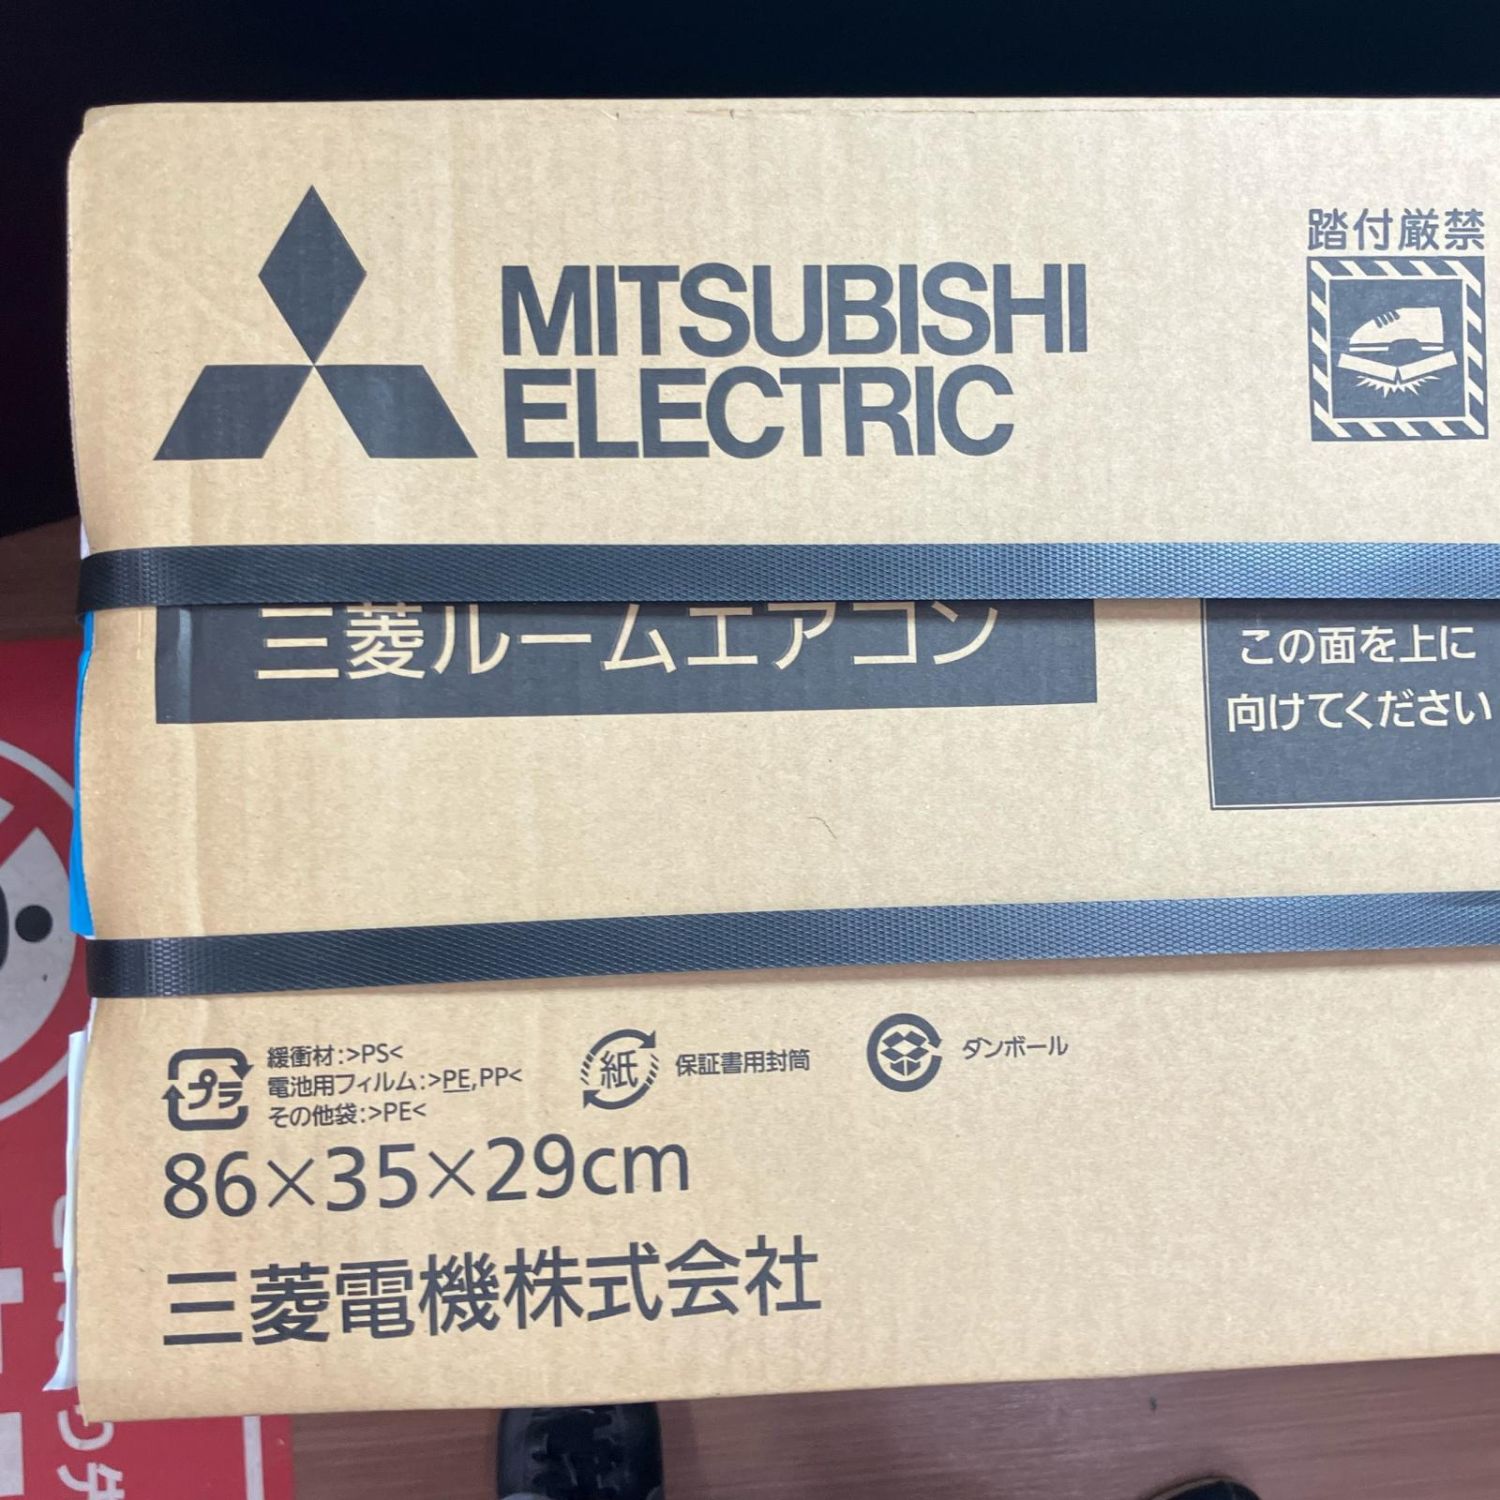 MITSUBISHI
ELECTRIC
踏付厳禁
三菱ルームエアコン
この面を上に
向けてください
プラ
緩衝材:>PS<
電池用フィルム:>PE,PP<
その他袋:>PE<
紙
保証書用封筒
ダンボール
86×35×29cm
三菱電機株式会社